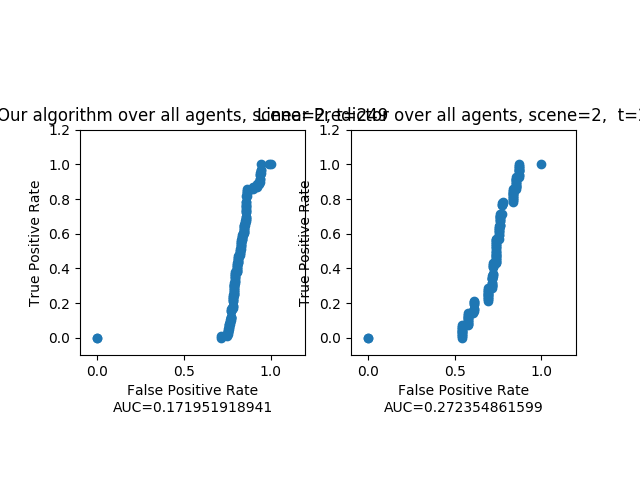 Our algorithm over all agents, scene=2, t=249
Linear Predictor over all agents, scene=2, t=
1.2
1.0
0.8
0.6
0.4
0.2
0.0
True Positive Rate
0.0 0.5 1.0
False Positive Rate
AUC=0.171951918941
1.2
1.0
0.8
0.6
0.4
0.2
0.0
True Positive Rate
0.0 0.5 1.0
False Positive Rate
AUC=0.272354861599